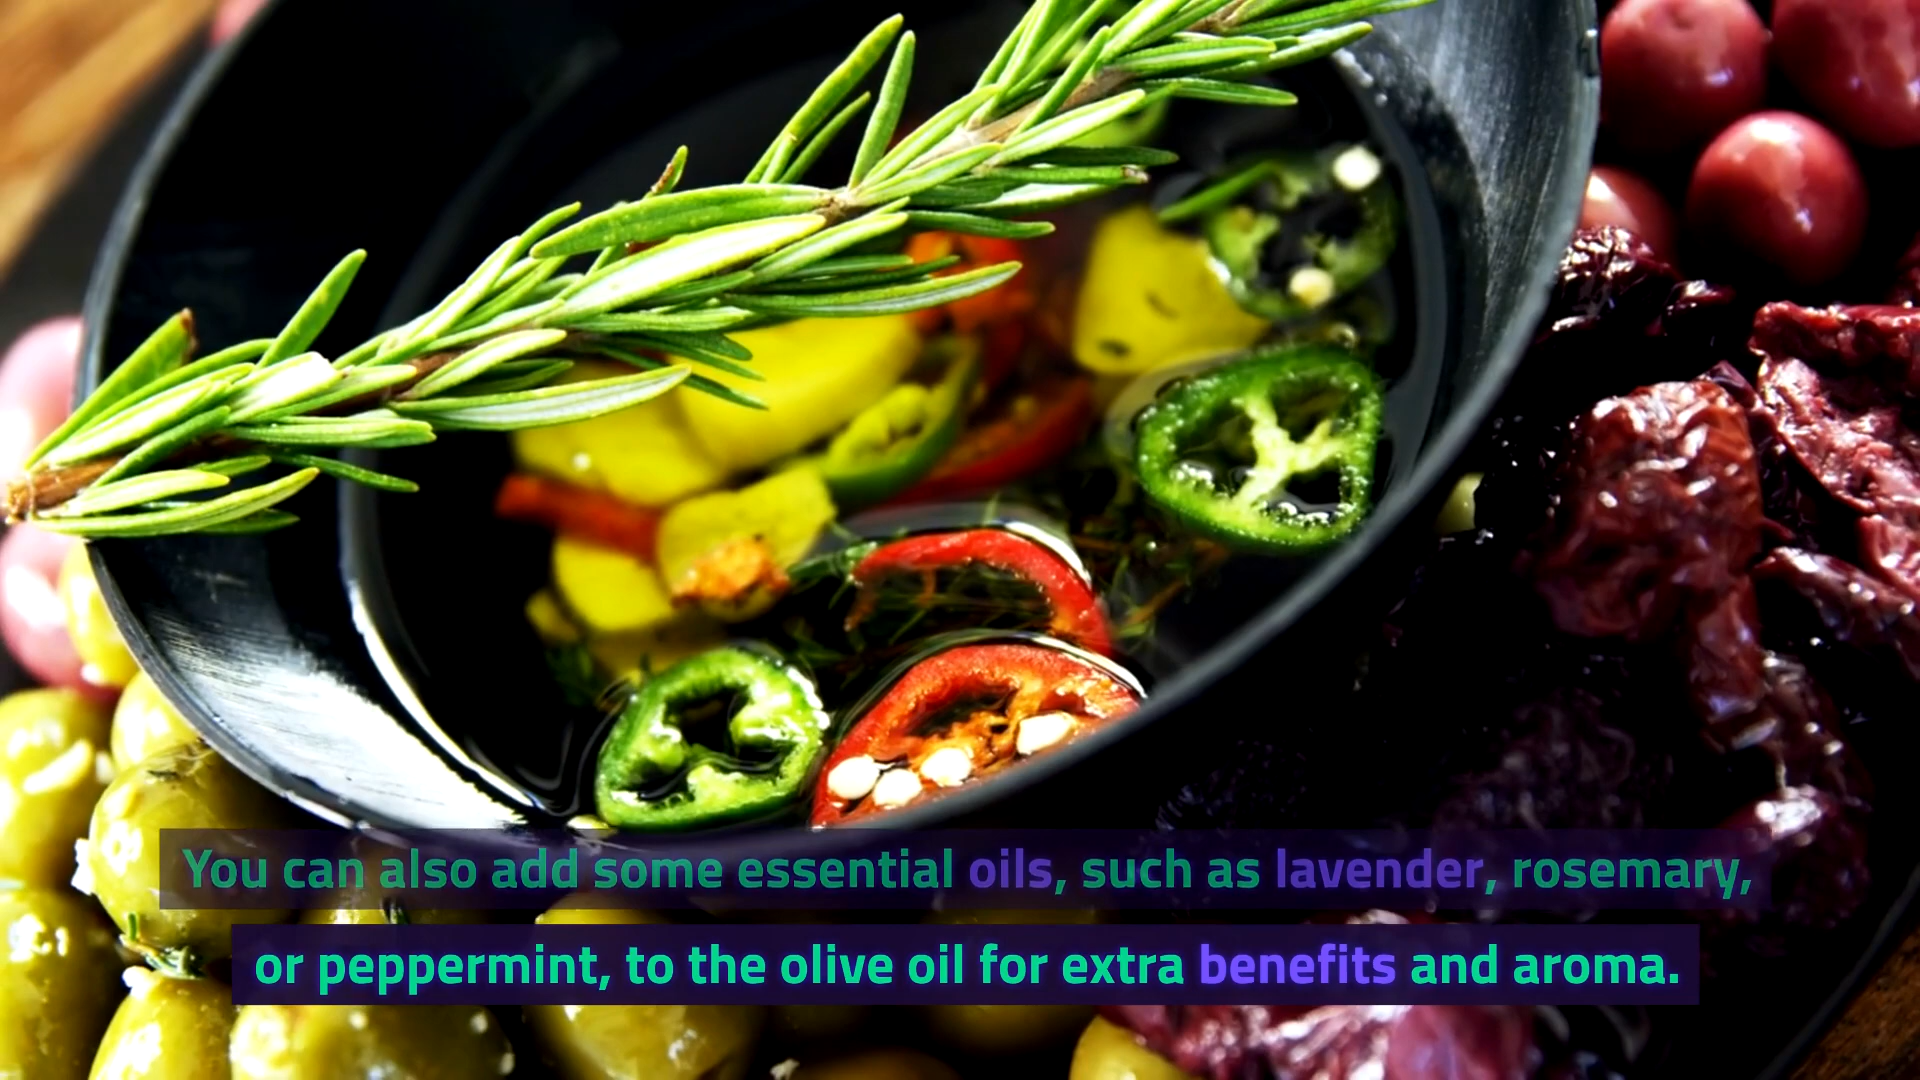 You can also add some essential oils, such as lavender, rosemary,
or peppermint, to the olive oil for extra benefits and aroma.